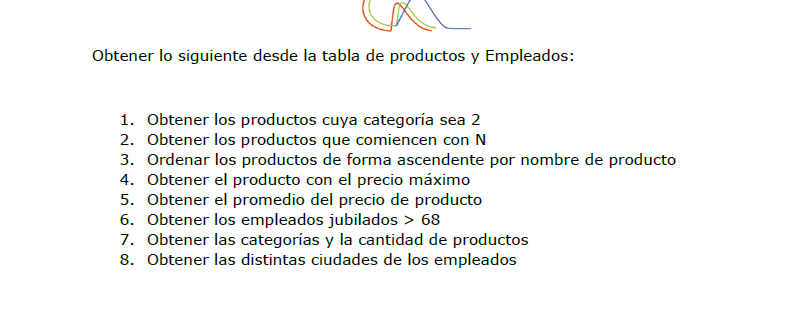 Obtener lo siguiente desde la tabla de productos y Empleados:
1. Obtener los productos cuya categoría sea 2
2. Obtener los productos que comiencen con N
3. Ordenar los productos de forma ascendente por nombre de producto
4. Obtener el producto con el precio máximo
5. Obtener el promedio del precio de producto
6. Obtener los empleados jubilados > 68
7. Obtener las categorías y la cantidad de productos
8. Obtener las distintas ciudades de los empleados